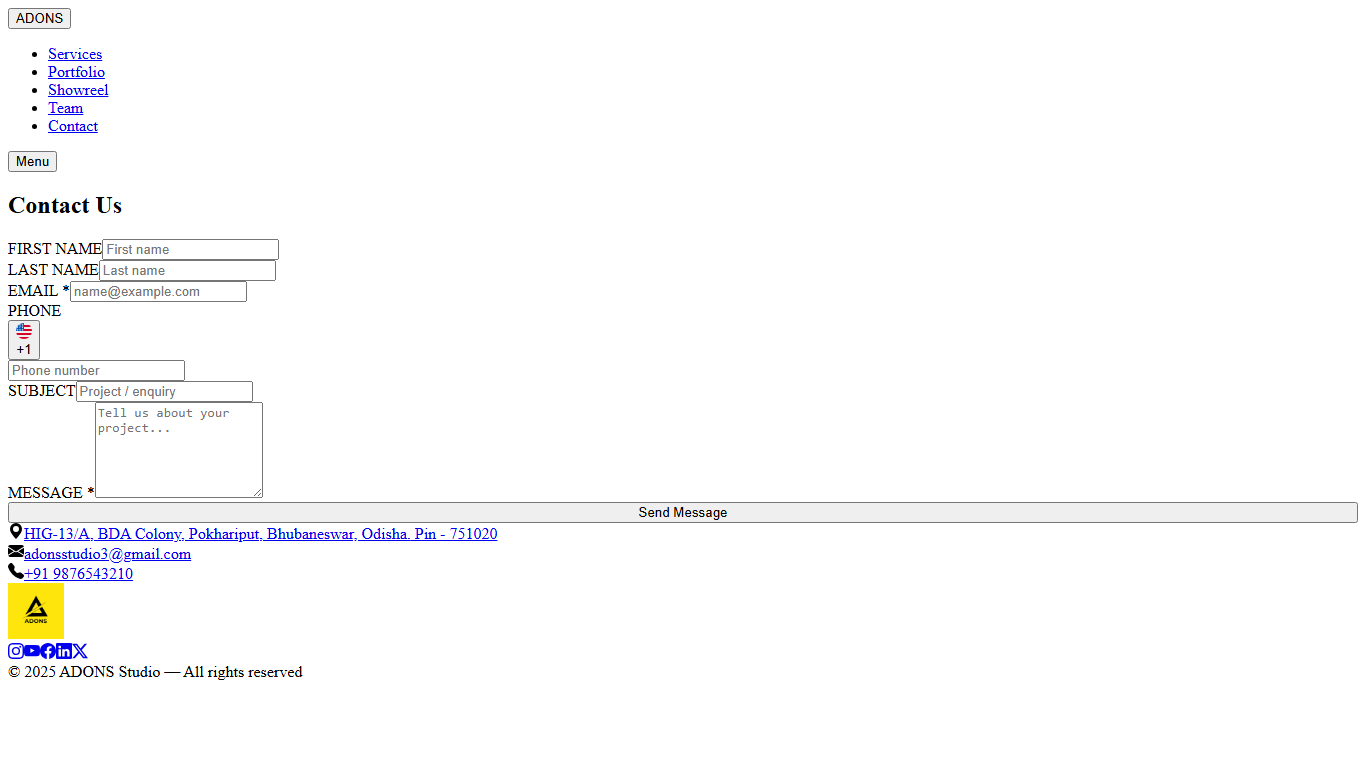 ADONS
Services
Portfolio
Showreel
Team
Contact
Menu
Contact Us
FIRST NAME First name
LAST NAME Last name
EMAIL * name@example.com
PHONE
+1
Phone number
SUBJECT Project / enquiry
Tell us about your
project...
MESSAGE *
Send Message
HIG-13/A, BDA Colony, Pokhariput, Bhubaneswar, Odisha. Pin - 751020
adonsstudio3@gmail.com
+91 9876543210
ADONS
© 2025 ADONS Studio — All rights reserved